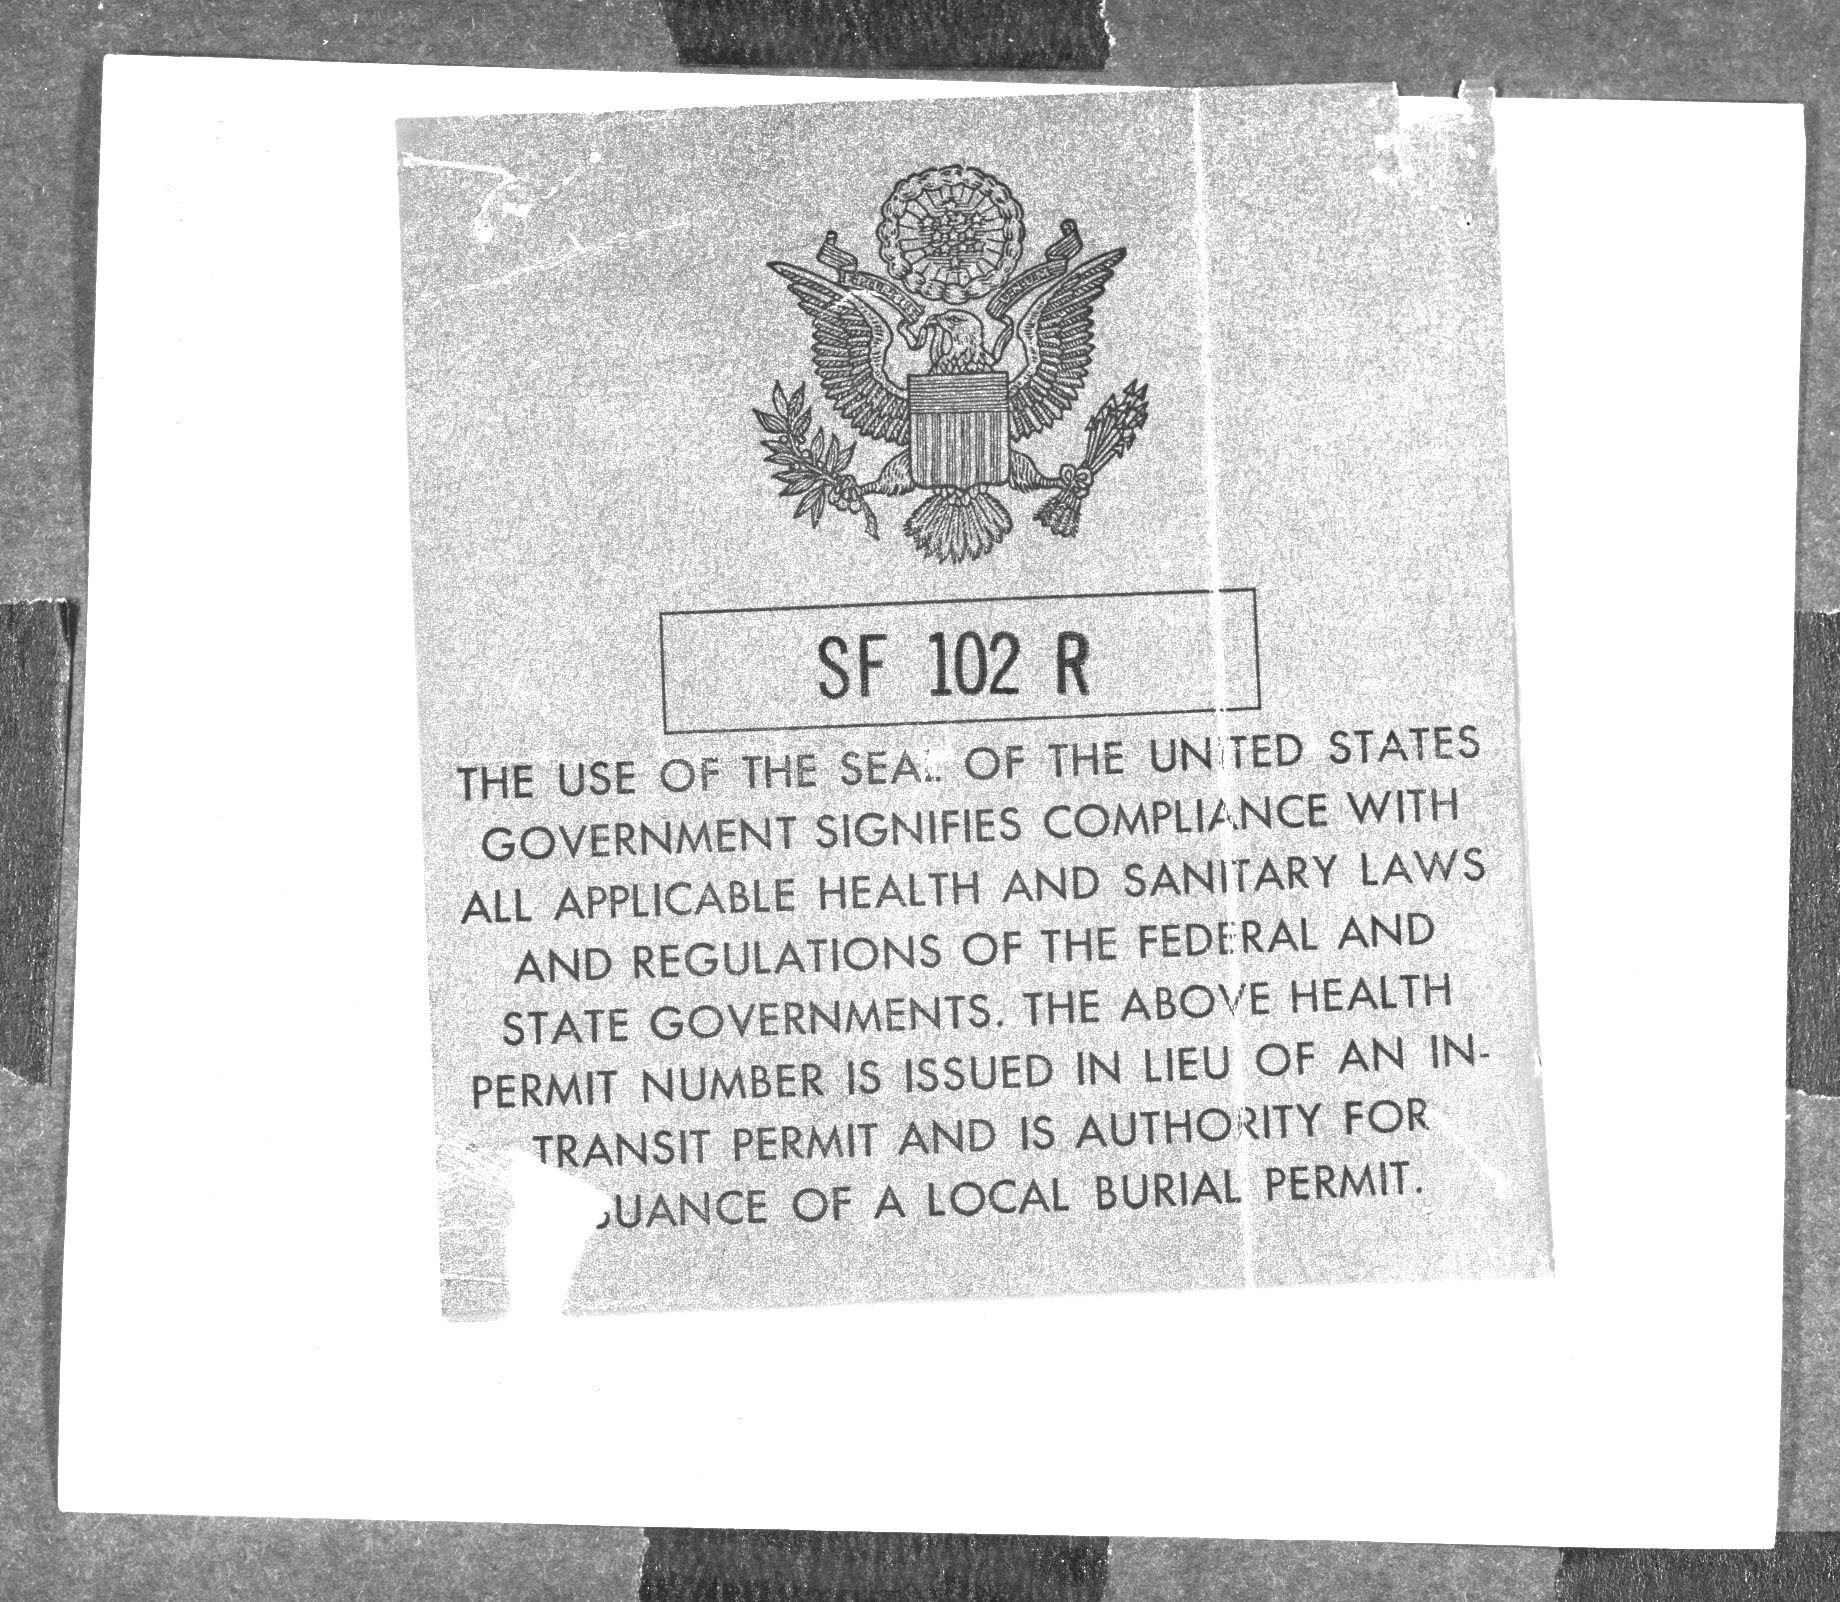 SF 102 R
THE USE OF THE SEAL OF THE UNITED STATES
GOVERNMENT SIGNIFIES COMPLIANCE WITH
ALL APPLICABLE HEALTH AND SANITARY LAWS
AND REGULATIONS OF THE FEDERAL AND
STATE GOVERNMENTS. THE ABOVE HEALTH
PERMIT NUMBER IS ISSUED IN LIEU OF AN IN-
TRANSIT PERMIT AND IS AUTHORITY FOR
SUANCE OF A LOCAL BURIAL PERMIT.